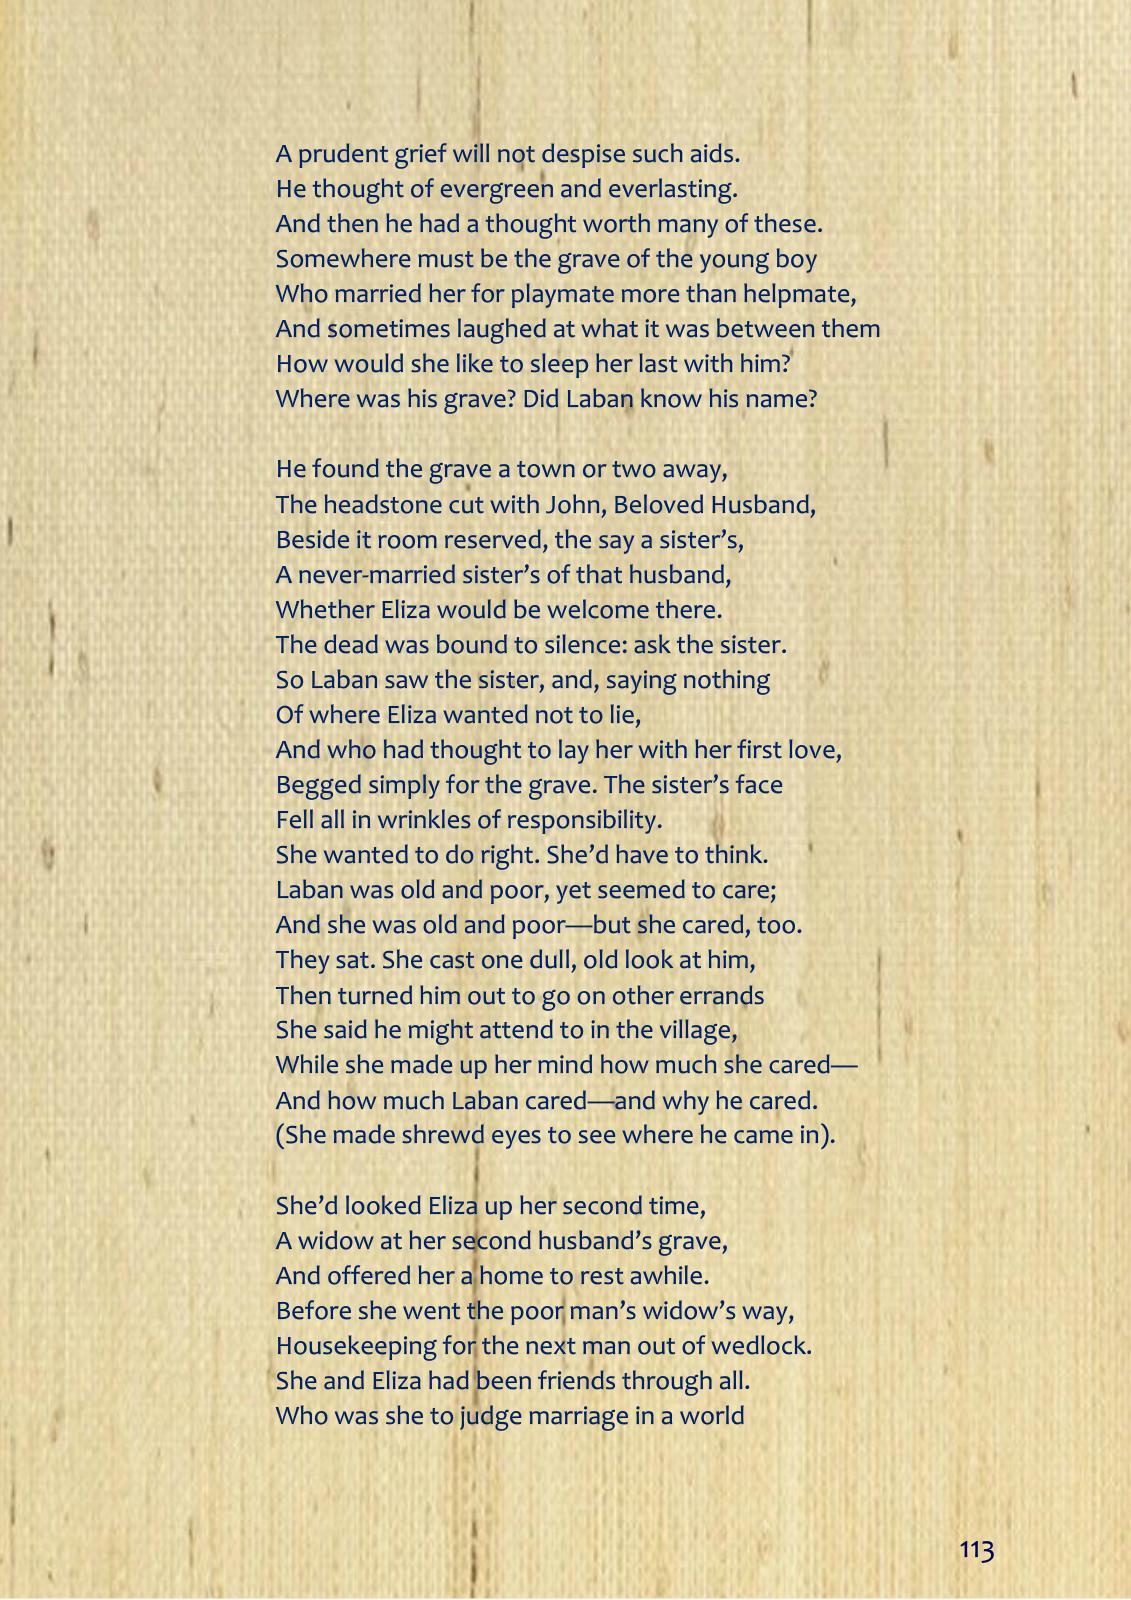 A prudent grief will not despise such aids.
He thought of evergreen and everlasting.
And then he had a thought worth many of these.
Somewhere must be the grave of the young boy
Who married her for playmate more than helpmate,
And sometimes laughed at what it was between them
How would she like to sleep her last with him?
Where was his grave? Did Laban know his name?

He found the grave a town or two away,
The headstone cut with John, Beloved Husband,
Beside it room reserved, the say a sister’s,
A never-married sister’s of that husband,
Whether Eliza would be welcome there.
The dead was bound to silence: ask the sister.
So Laban saw the sister, and, saying nothing
Of where Eliza wanted not to lie,
And who had thought to lay her with her first love,
Begged simply for the grave. The sister’s face
Fell all in wrinkles of responsibility.
She wanted to do right. She’d have to think.
Laban was old and poor, yet seemed to care;
And she was old and poor—but she cared, too.
They sat. She cast one dull, old look at him,
Then turned him out to go on other errands
She said he might attend to in the village,
While she made up her mind how much she cared—
And how much Laban cared—and why he cared.
(She made shrewd eyes to see where he came in).

She’d looked Eliza up her second time,
A widow at her second husband’s grave,
And offered her a home to rest awhile.
Before she went the poor man’s widow’s way,
Housekeeping for the next man out of wedlock.
She and Eliza had been friends through all.
Who was she to judge marriage in a world
113